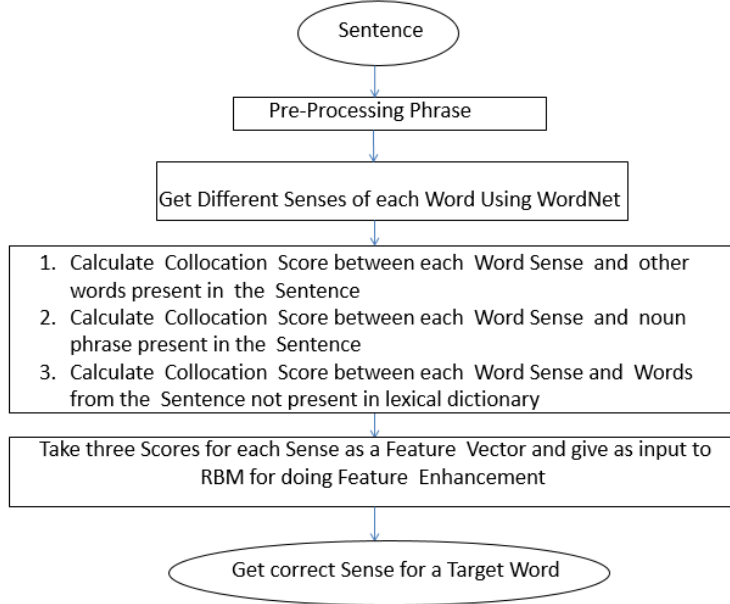 Sentence
Pre-Processing Phrase
Get Different Senses of each Word Using WordNet
1. Calculate Collocation Score between each Word Sense and other
words present in the Sentence
2. Calculate Collocation Score between each Word Sense and noun
phrase present in the Sentence
3. Calculate Collocation Score between each Word Sense and Words
from the Sentence not present in lexical dictionary
Take three Scores for each Sense as a Feature Vector and give as input to
RBM for doing Feature Enhancement
Get correct Sense for a Target Word